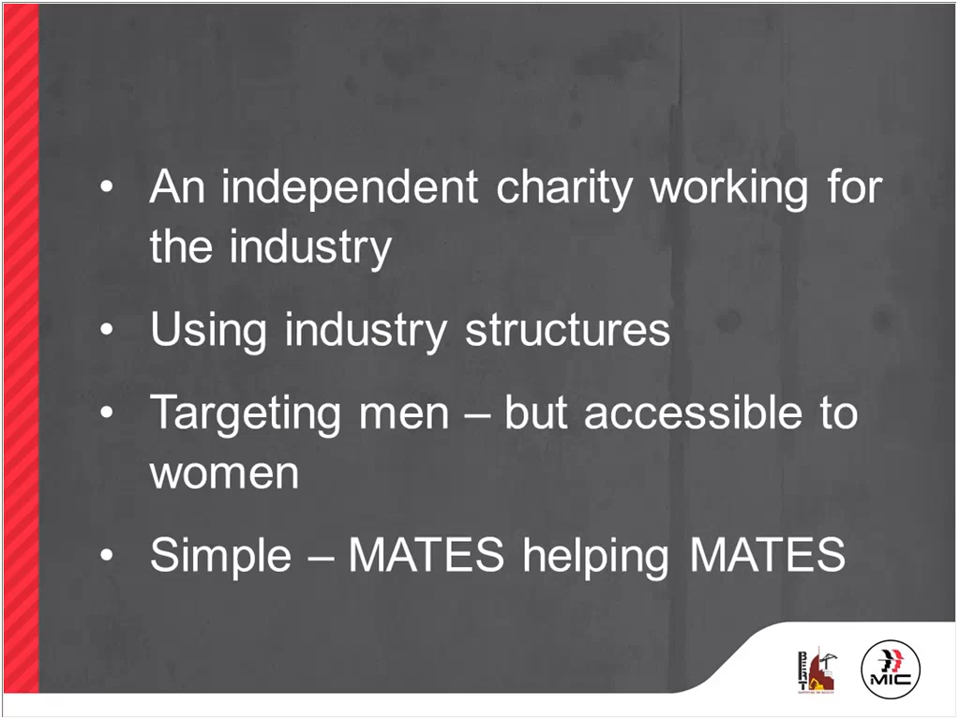 • An independent charity working for
the industry
• Using industry structures
• Targeting men – but accessible to
women
• Simple – MATES helping MATES
BERT
MIC